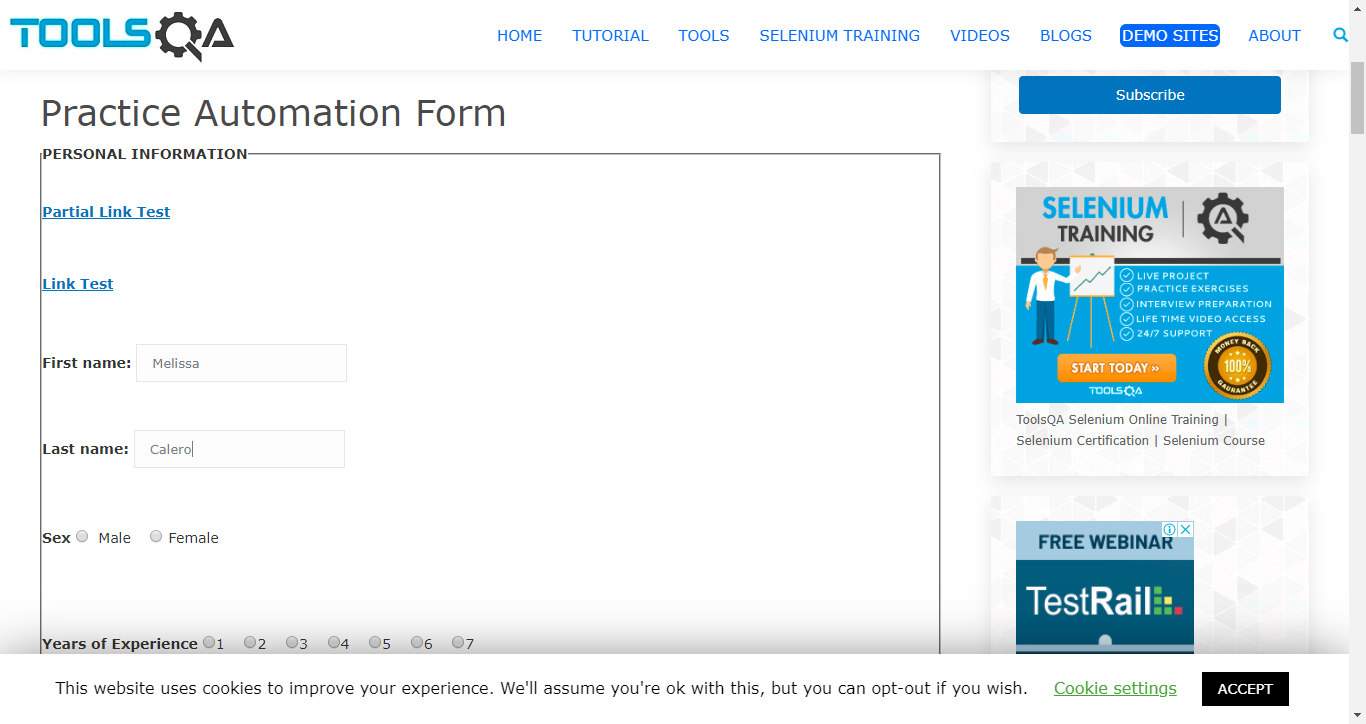 TOOLSQA
HOME TUTORIAL TOOLS SELENIUM TRAINING VIDEOS BLOGS DEMO SITES ABOUT
Practice Automation Form
PERSONAL INFORMATION
Partial Link Test
Link Test
First name: Melissa
Last name: Calero
Sex Male Female
Years of Experience 1 2 3 4 5 6 7
Subscribe
SELENIUM
TRAINING
LIVE PROJECT
PRACTICE EXERCISES
INTERVIEW PREPARATION
LIFE TIME VIDEO ACCESS
24/7 SUPPORT
START TODAY »
TOOLSQA
MONEY BACK
100%
GAURANTEE
ToolsQA Selenium Online Training |
Selenium Certification | Selenium Course
FREE WEBINAR
TestRail
This website uses cookies to improve your experience. We'll assume you're ok with this, but you can opt-out if you wish. Cookie settings ACCEPT